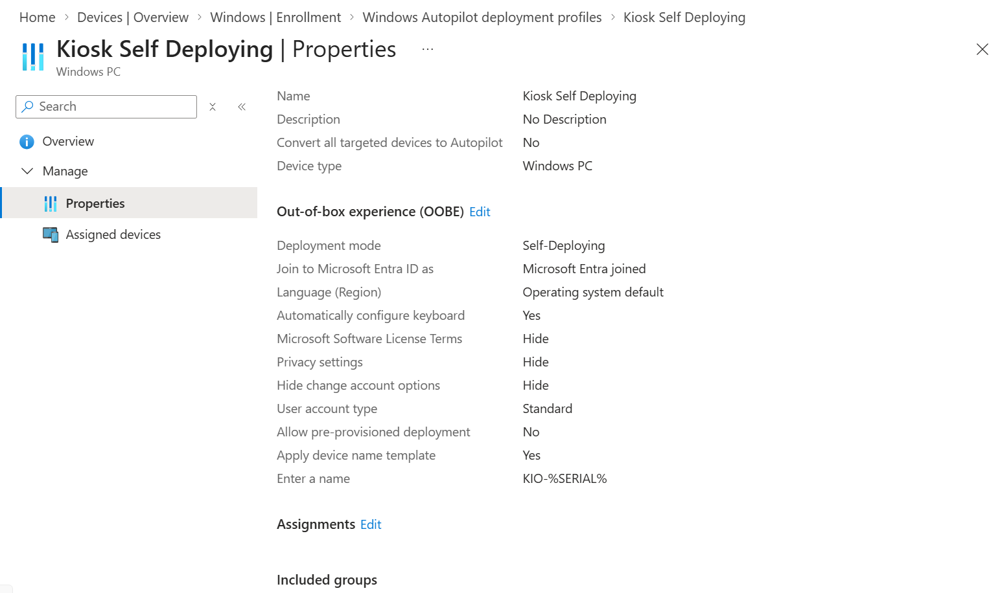 Home > Devices | Overview > Windows | Enrollment > Windows Autopilot deployment profiles > Kiosk Self Deploying
Kiosk Self Deploying | Properties ...
Windows PC
Search
Overview
Manage
Properties
Assigned devices
Name Kiosk Self Deploying
Description No Description
Convert all targeted devices to Autopilot No
Device type Windows PC
Out-of-box experience (OOBE) Edit
Deployment mode Self-Deploying
Join to Microsoft Entra ID as Microsoft Entra joined
Language (Region) Operating system default
Automatically configure keyboard Yes
Microsoft Software License Terms Hide
Privacy settings Hide
Hide change account options Hide
User account type Standard
Allow pre-provisioned deployment No
Apply device name template Yes
Enter a name KIO-%SERIAL%
Assignments Edit
Included groups